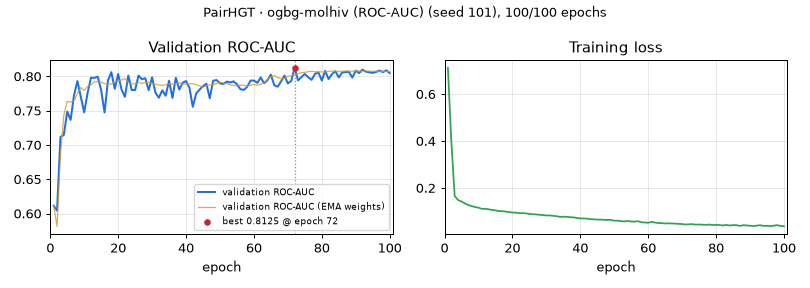 PairHGT · ogbg-molhiv (ROC-AUC) (seed 101), 100/100 epochs
Validation ROC-AUC
0.80
0.75
0.70
0.65
0.60
validation ROC-AUC
validation ROC-AUC (EMA weights)
best 0.8125 @ epoch 72
0 20 40 60 80 100
epoch
Training loss
0.6
0.4
0.2
0 20 40 60 80 100
epoch